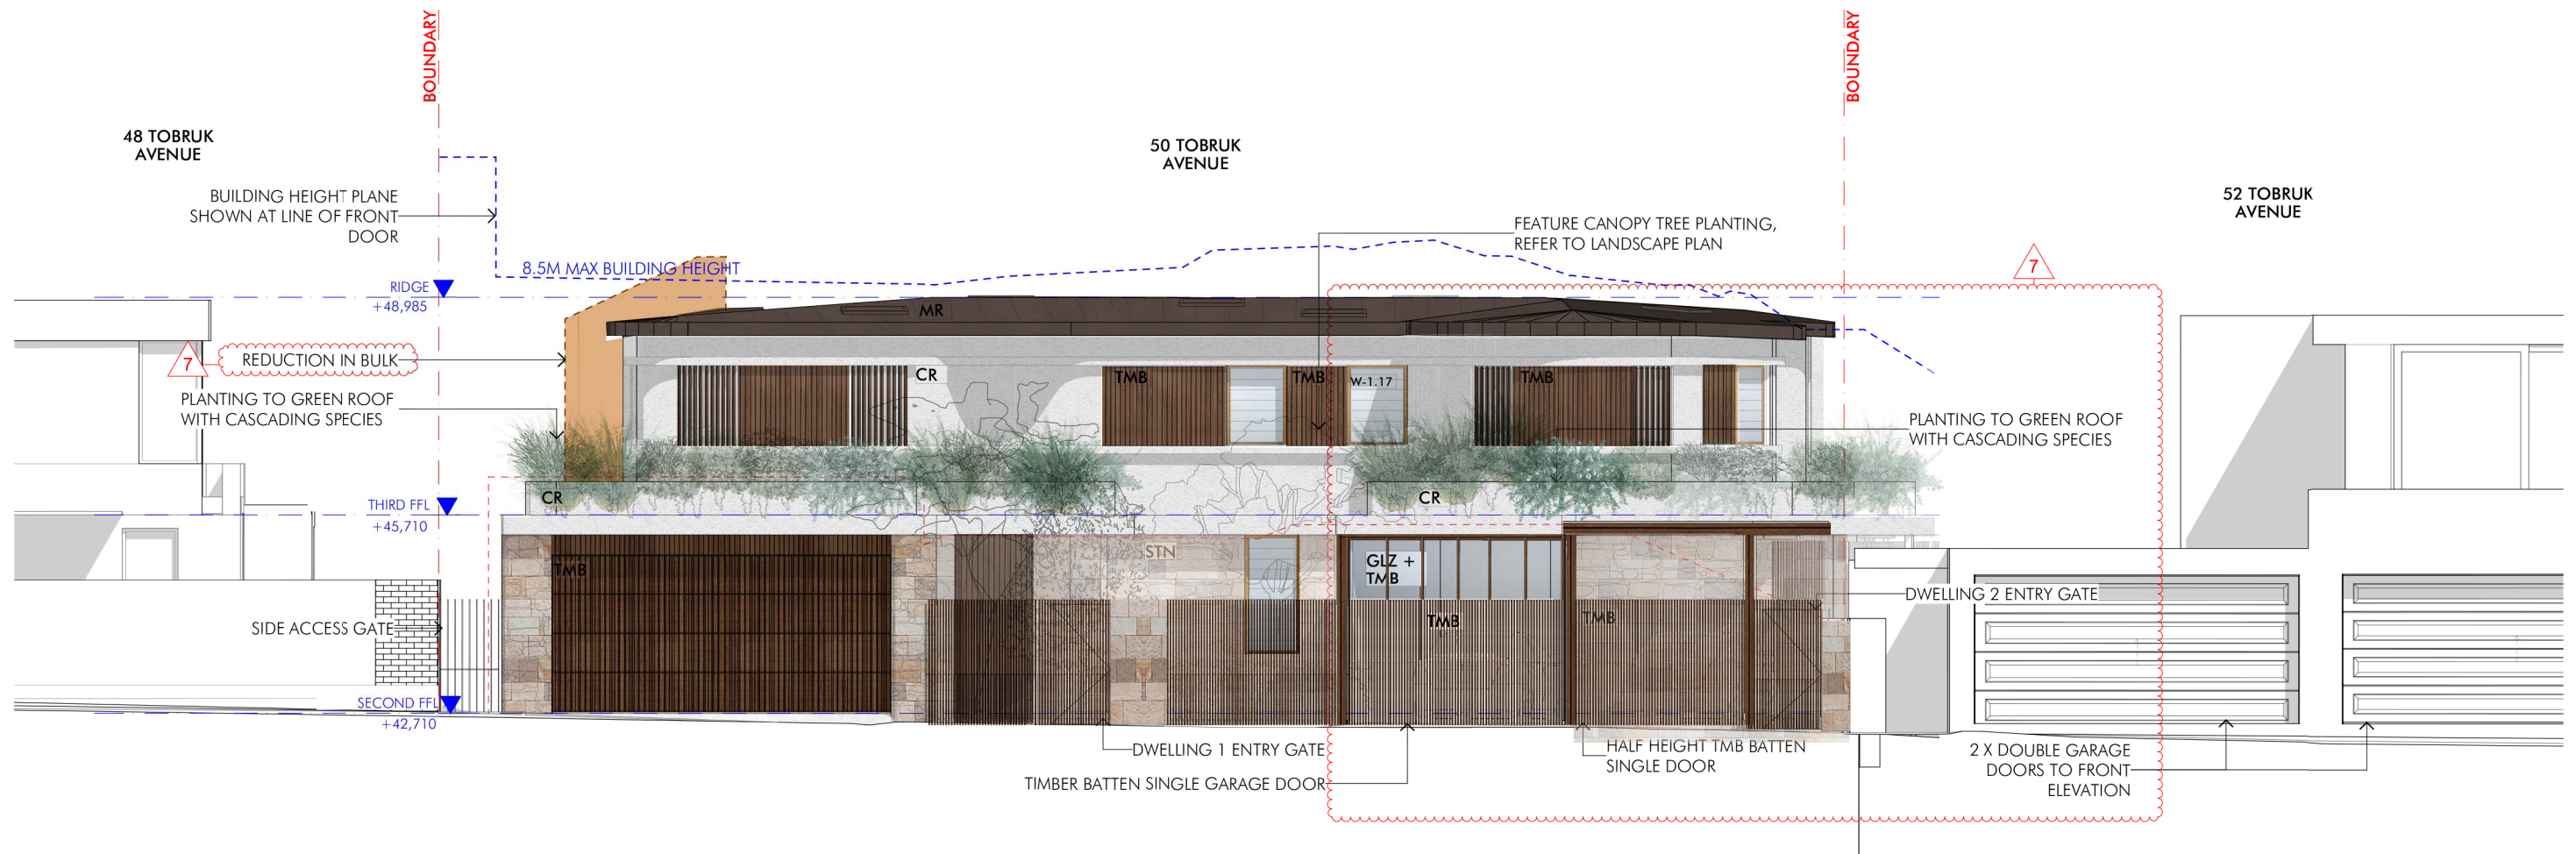 BOUNDARY
BOUNDARY
48 TOBRUK
AVENUE
50 TOBRUK
AVENUE
52 TOBRUK
AVENUE
BUILDING HEIGHT PLANE
SHOWN AT LINE OF FRONT
DOOR
FEATURE CANOPY TREE PLANTING,
REFER TO LANDSCAPE PLAN
8.5M MAX BUILDING HEIGHT
7
RIDGE
+48,985
MR
7
REDUCTION IN BULK
CR
TMB
TMB
W-1.17
TMB
PLANTING TO GREEN ROOF
WITH CASCADING SPECIES
PLANTING TO GREEN ROOF
WITH CASCADING SPECIES
CR
CR
THIRD FFL
+45,710
STN
TMB
GLZ +
TMB
DWELLING 2 ENTRY GATE
TMB
TMB
SIDE ACCESS GATE
SECOND FFL
+42,710
DWELLING 1 ENTRY GATE
HALF HEIGHT TMB BATTEN
SINGLE DOOR
TIMBER BATTEN SINGLE GARAGE DOOR
2 X DOUBLE GARAGE
DOORS TO FRONT
ELEVATION